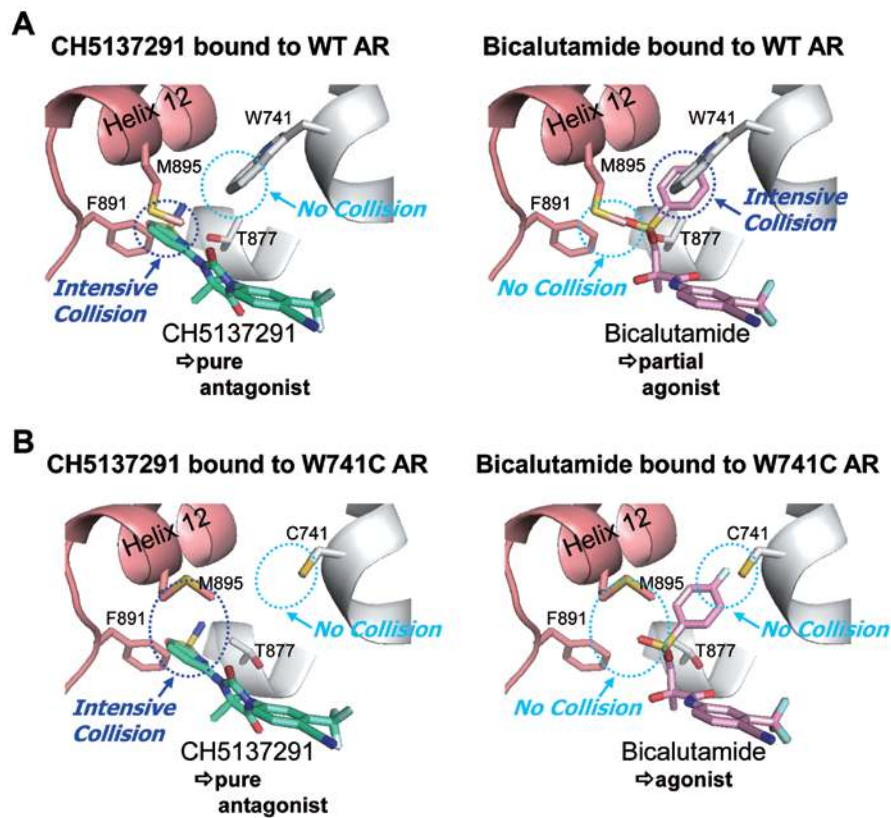 A
CH5137291 bound to WT AR
Bicalutamide bound to WT AR
Helix 12
W741
M895
F891
No Collision
T877
Intensive
Collision
CH5137291
⇨pure
antagonist
Helix 12
W741
M895
F891
Intensive
Collision
T877
No Collision
Bicalutamide
⇨partial
agonist
B
CH5137291 bound to W741C AR
Bicalutamide bound to W741C AR
Helix 12
C741
M895
F891
No Collision
T877
Intensive
Collision
CH5137291
⇨pure
antagonist
Helix 12
C741
M895
F891
No Collision
T877
No Collision
Bicalutamide
⇨agonist